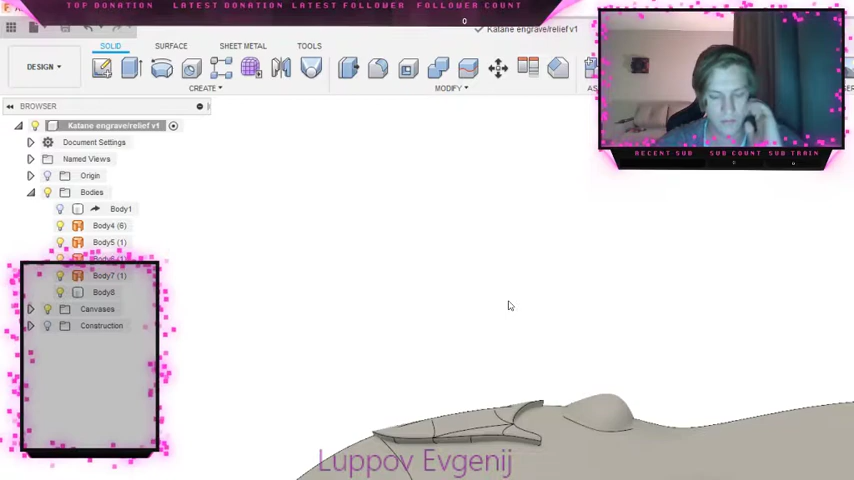 TOP DONATION LATEST DONATION LATEST FOLLOWER FOLLOWER COUNT
0
Katane engrave/relief v1
SOLID SURFACE SHEET METAL TOOLS
DESIGN
CREATE MODIFY AS
BROWSER
Katane engrave/relief v1
Document Settings
Named Views
Origin
Bodies
Body1
Body4 (6)
Body5 (1)
Body7 (1)
Body8
Canvases
Construction
RECENT SUB SUB COUNT SUB TRAIN
Luppov Evgenij